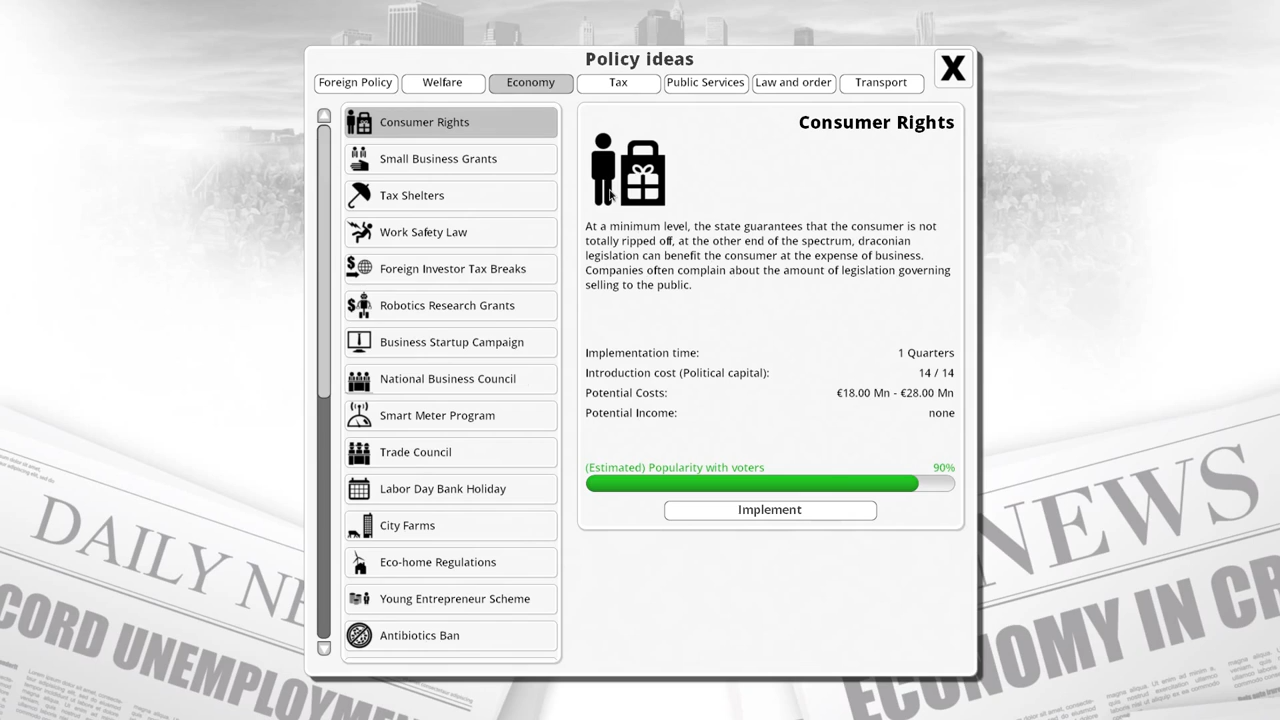 Policy ideas
X
Foreign Policy
Welfare
Economy
Tax
Public Services
Law and order
Transport
Consumer Rights
Small Business Grants
Tax Shelters
Work Safety Law
Foreign Investor Tax Breaks
Robotics Research Grants
Business Startup Campaign
National Business Council
Smart Meter Program
Trade Council
Labor Day Bank Holiday
City Farms
Eco-home Regulations
Young Entrepreneur Scheme
Antibiotics Ban
Consumer Rights
At a minimum level, the state guarantees that the consumer is not
totally ripped off, at the other end of the spectrum, draconian
legislation can benefit the consumer at the expense of business.
Companies often complain about the amount of legislation governing
selling to the public.
Implementation time: 1 Quarters
Introduction cost (Political capital): 14 / 14
Potential Costs: €18.00 Mn - €28.00 Mn
Potential Income: none
(Estimated) Popularity with voters 90%
Implement
DAILY NE
CORD UNEMPLOYM
NEWS
ECONOMY IN CR